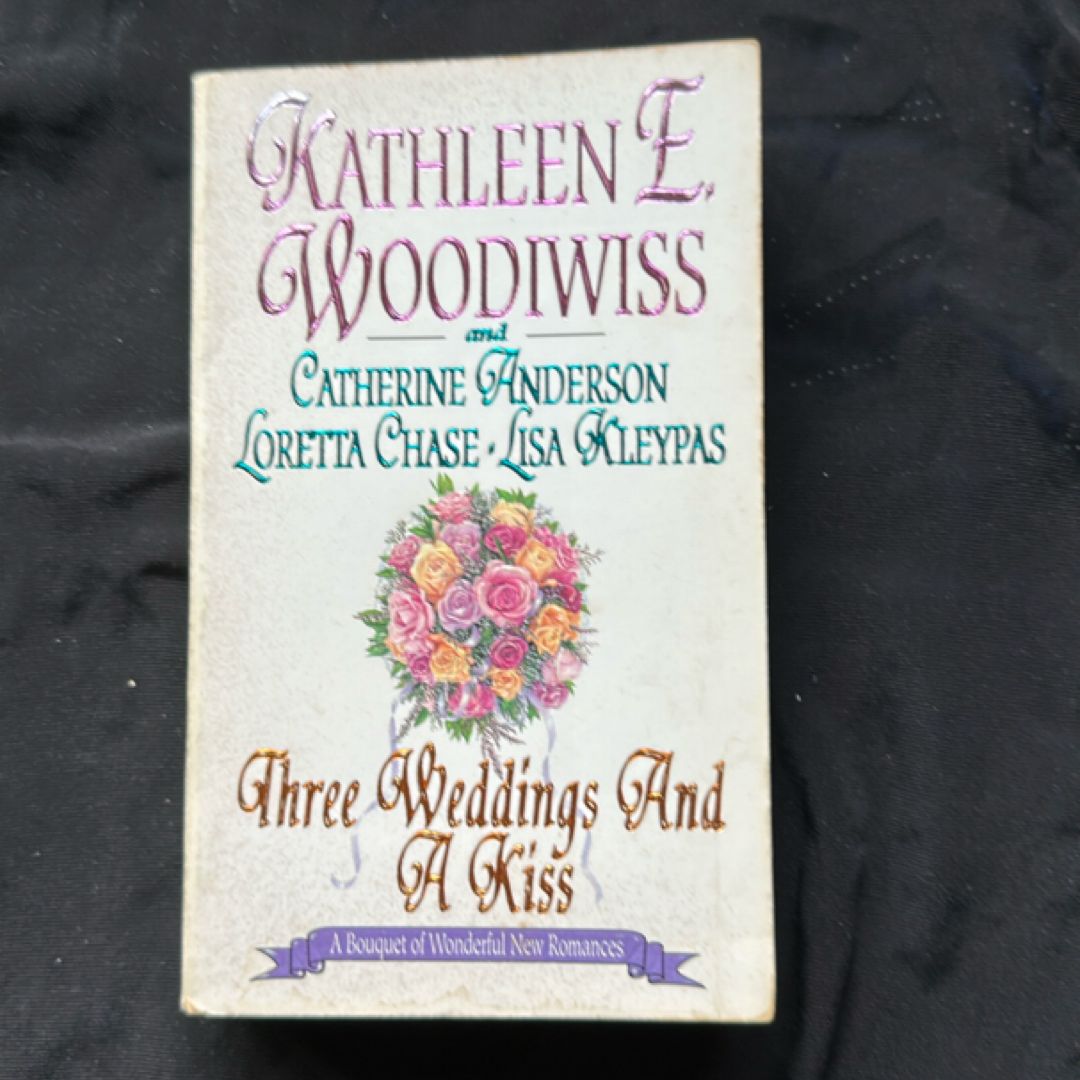 KATHLEEN E.
WOODIWISS
and
CATHERINE ANDERSON
LORETTA CHASE • LISA KLEYPAS
Three Weddings And
A Kiss
A Bouquet of Wonderful New Romances